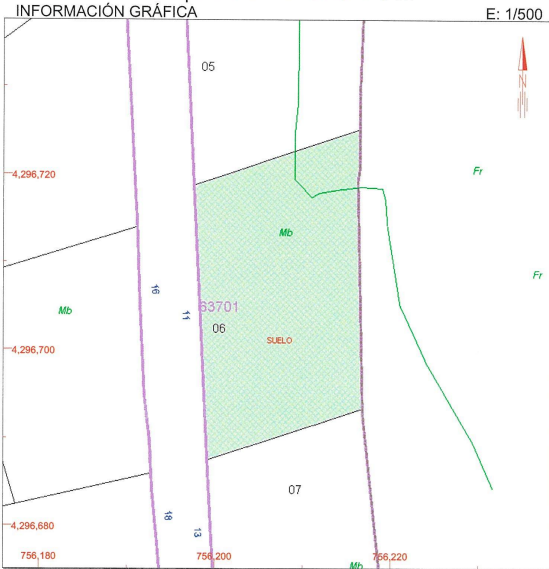 INFORMACIÓN GRÁFICA
E: 1/500
05
N
4,296,720
Fr
Mb
Fr
16
63701
Mb
11
06
SUELO
4,296,700
07
18
13
4,296,680
756,180
756,200
756,220
Mb